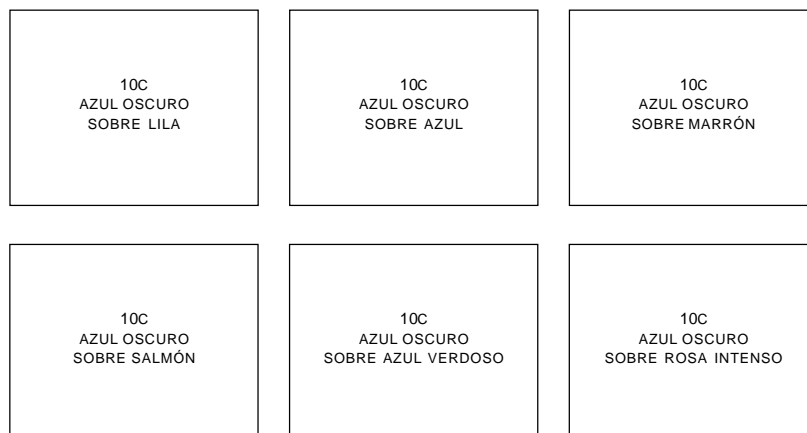 10C
AZUL OSCURO
SOBRE LILA
10C
AZUL OSCURO
SOBRE AZUL
10C
AZUL OSCURO
SOBRE MARRÓN
10C
AZUL OSCURO
SOBRE SALMÓN
10C
AZUL OSCURO
SOBRE AZUL VERDOSO
10C
AZUL OSCURO
SOBRE ROSA INTENSO